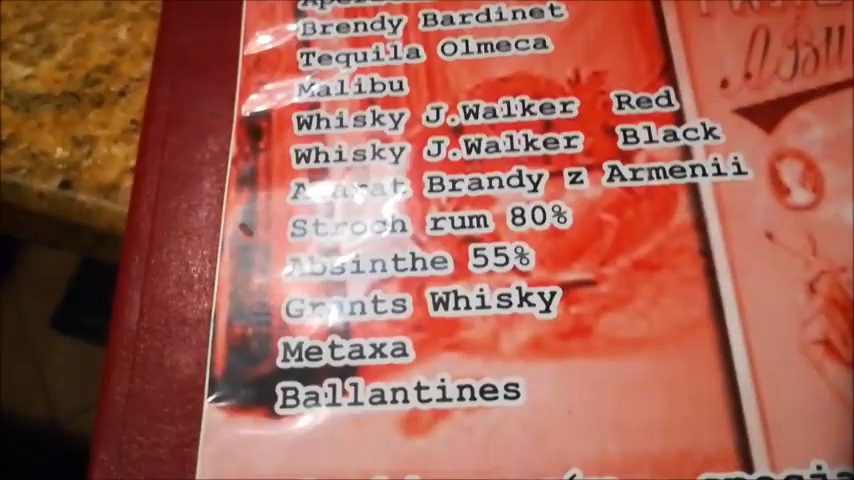 Brendy Bardinet
Tequila Olmeca
Malibu
Whisky J.Walker Red
Whisky J.Walker Black
Ararat Brandy z Armenii
Stroch rum 80%
Absinthe 55%
Grants Whisky
Metaxa
Ballantines